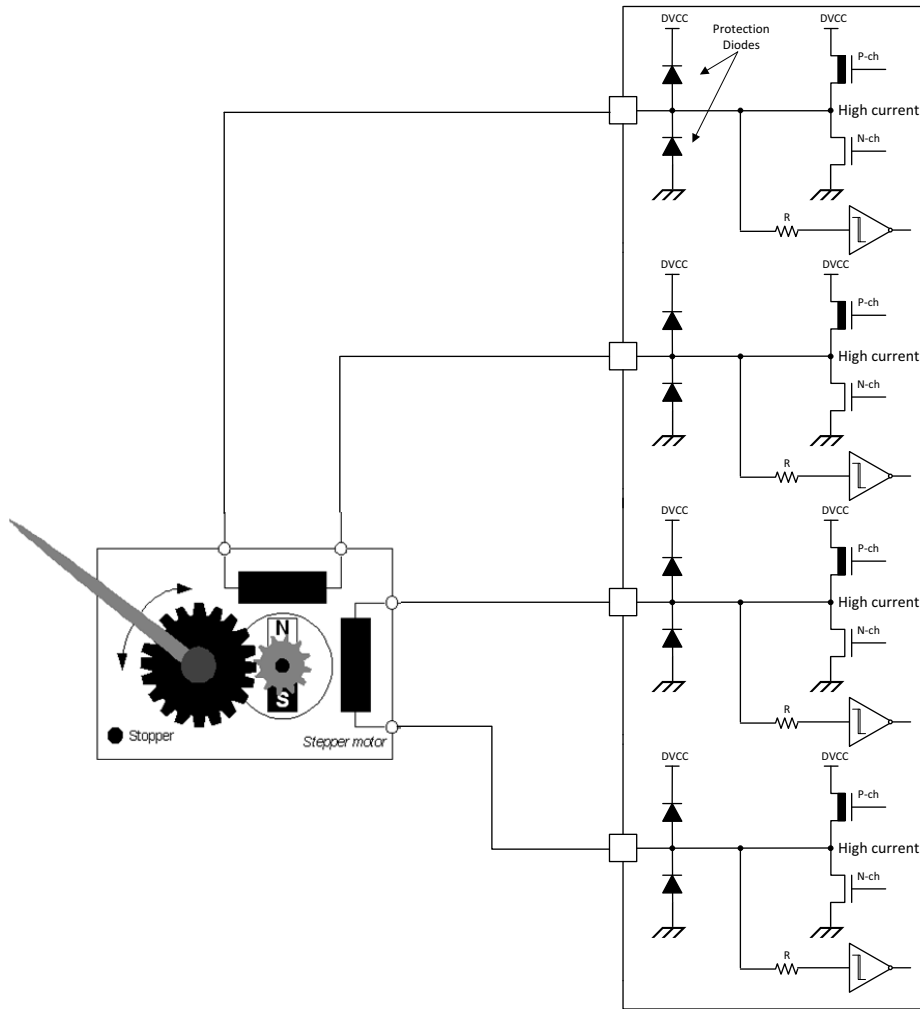 DVCC
DVCC
Protection
Diodes
P-ch
High current
N-ch
R
DVCC
DVCC
P-ch
High current
N-ch
R
DVCC
DVCC
P-ch
High current
N-ch
R
N
S
Stopper
Stepper motor
DVCC
DVCC
P-ch
High current
N-ch
R